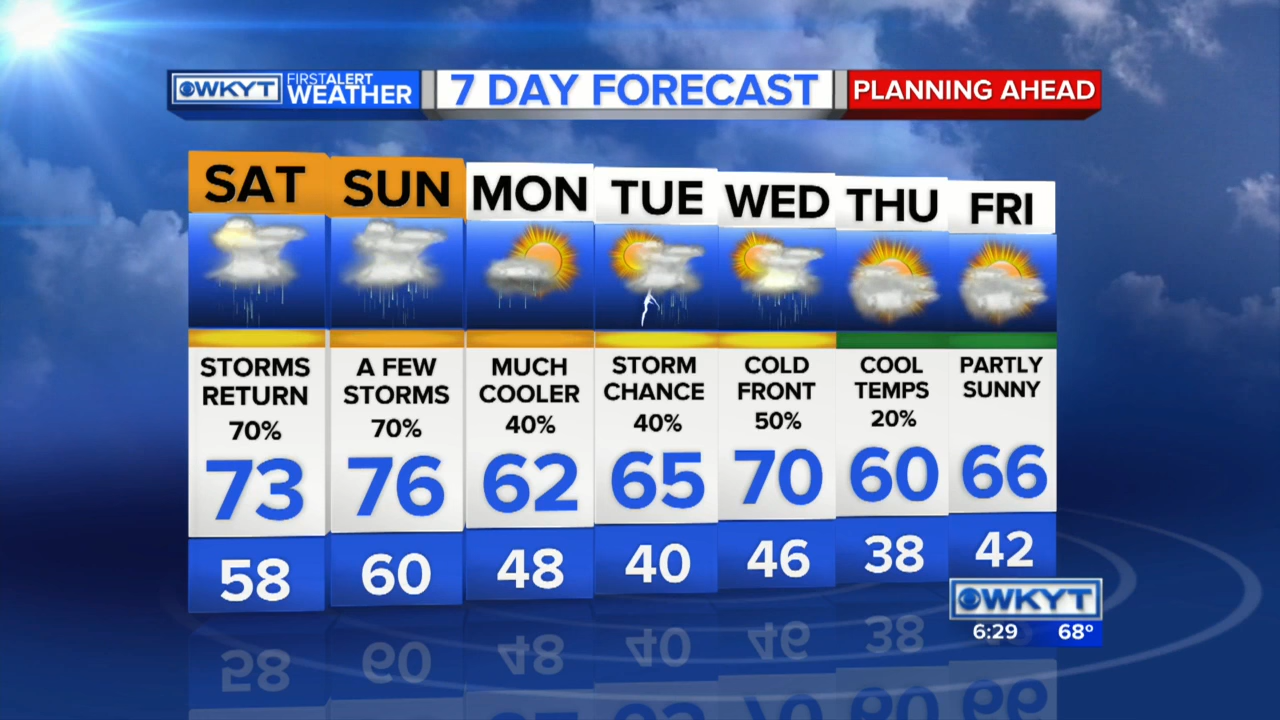 WKYT FIRST ALERT WEATHER 7 DAY FORECAST PLANNING AHEAD
SAT SUN MON TUE WED THU FRI
STORMS RETURN
70%
73
58
A FEW STORMS
70%
76
60
MUCH COOLER
40%
62
48
STORM CHANCE
40%
65
40
COLD FRONT
50%
70
46
COOL TEMPS
20%
60
38
PARTLY SUNNY
66
42
WKYT
6:29 68°